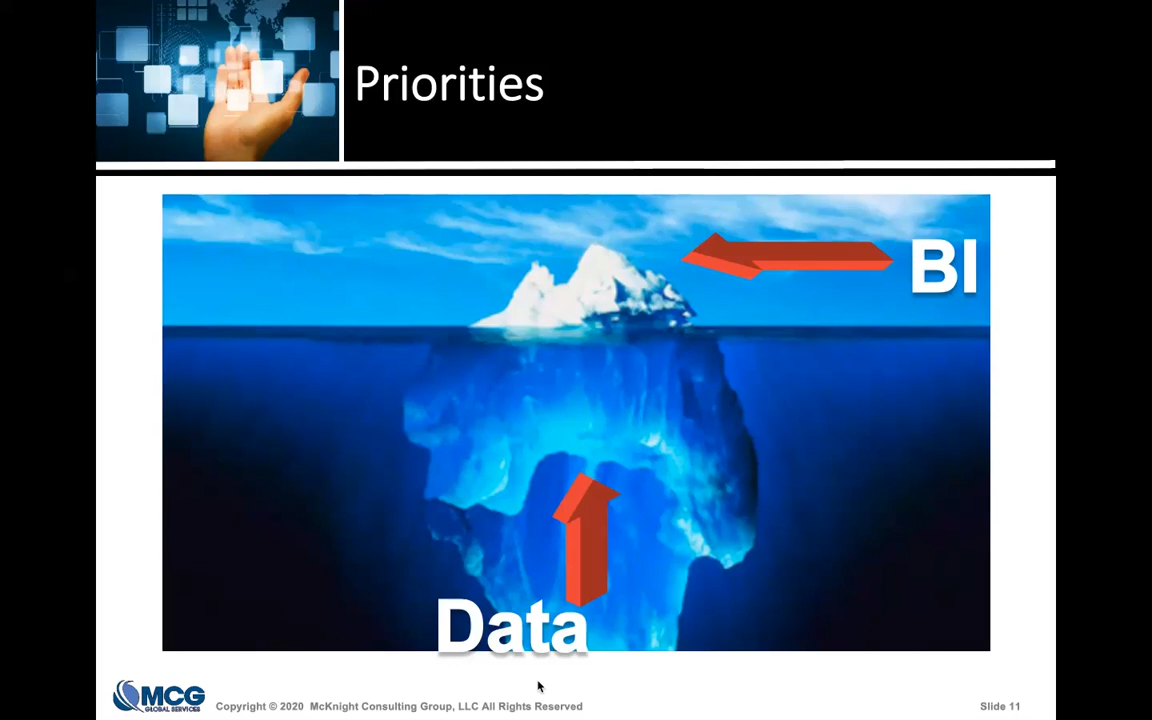 Priorities
BI
Data
MCG
GLOBAL SERVICES
Copyright © 2020 McKnight Consulting Group, LLC All Rights Reserved
Slide 11